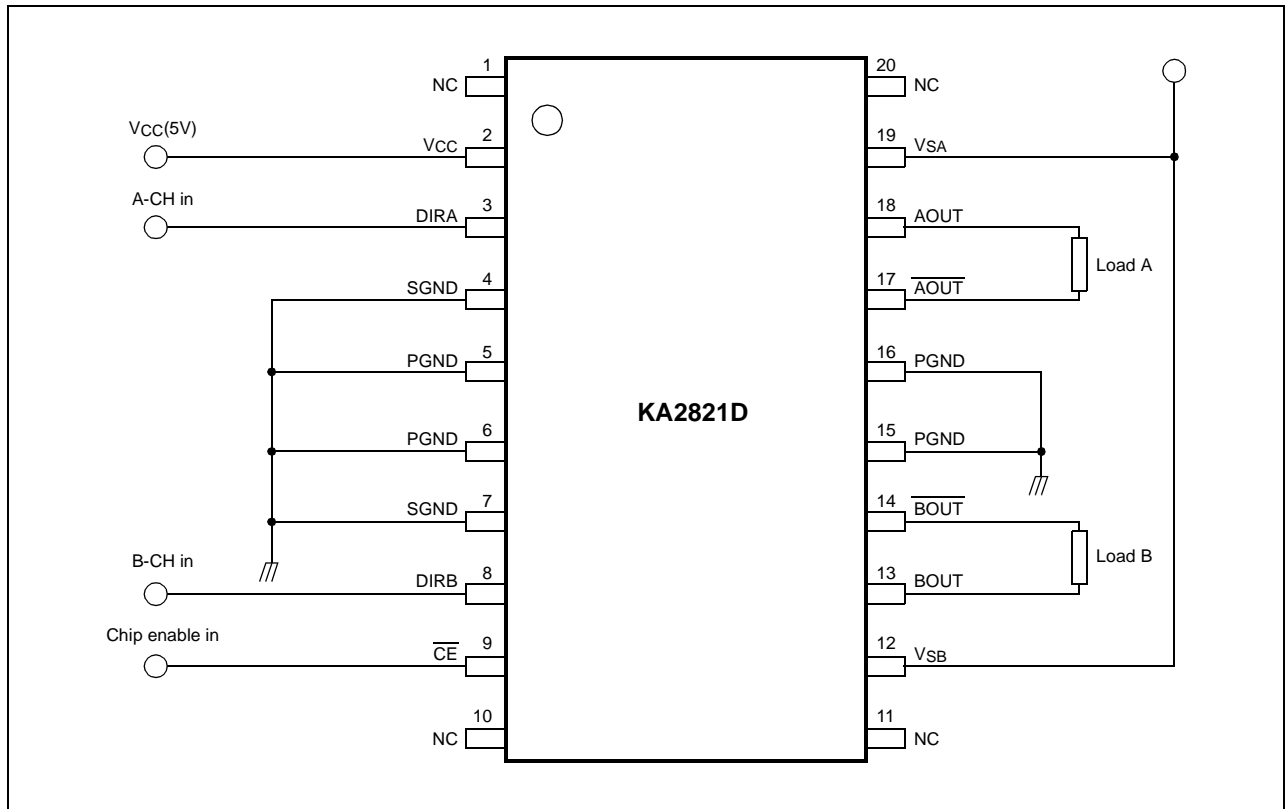 1
NC
20
NC
VCC(5V)
2
VCC
19
VSA
A-CH in
3
DIRA
18
AOUT
Load A
4
SGND
17
AOUT
5
PGND
16
PGND
KA2821D
6
PGND
15
PGND
7
SGND
14
BOUT
Load B
B-CH in
8
DIRB
13
BOUT
Chip enable in
9
CE
12
VSB
10
NC
11
NC